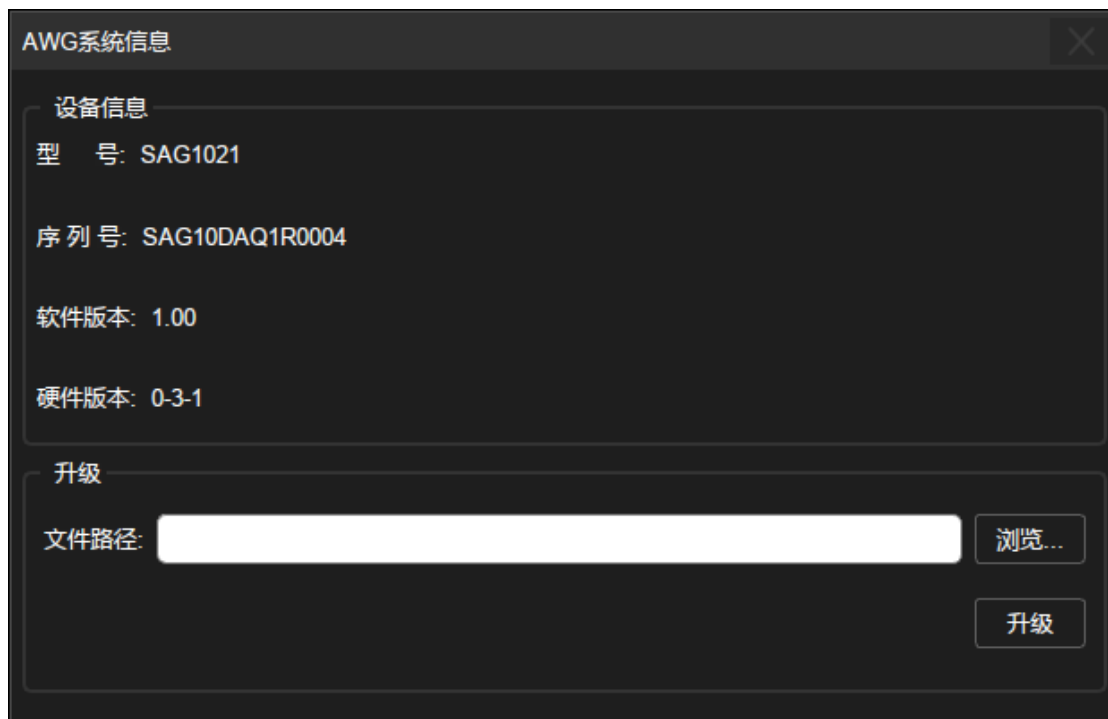 AWG系统信息
设备信息
型 号: SAG1021
序 列 号: SAG10DAQ1R0004
软件版本: 1.00
硬件版本: 0-3-1
升级
文件路径: 浏览...
升级